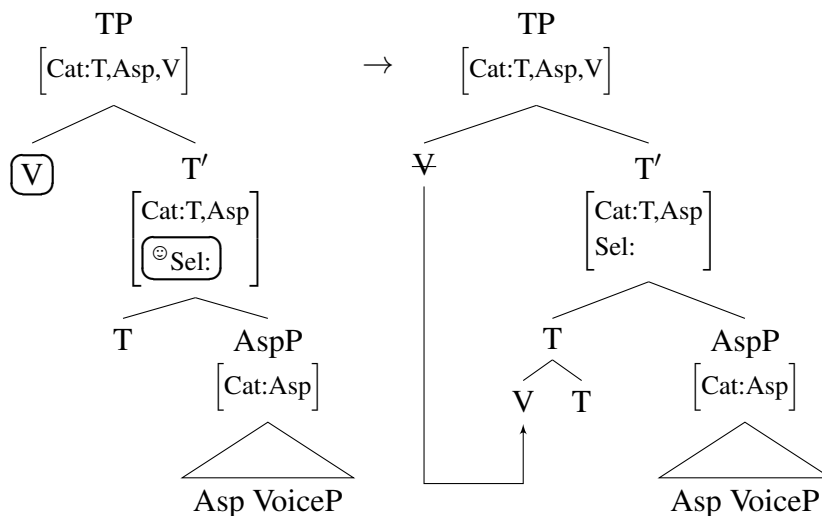 TP → TP
[Cat:T,Asp,V] [Cat:T,Asp,V]
V T′ V T′
[Cat:T,Asp [Cat:T,Asp
☺Sel:] Sel:]
T AspP T AspP
[Cat:Asp] V T [Cat:Asp]
Asp VoiceP Asp VoiceP